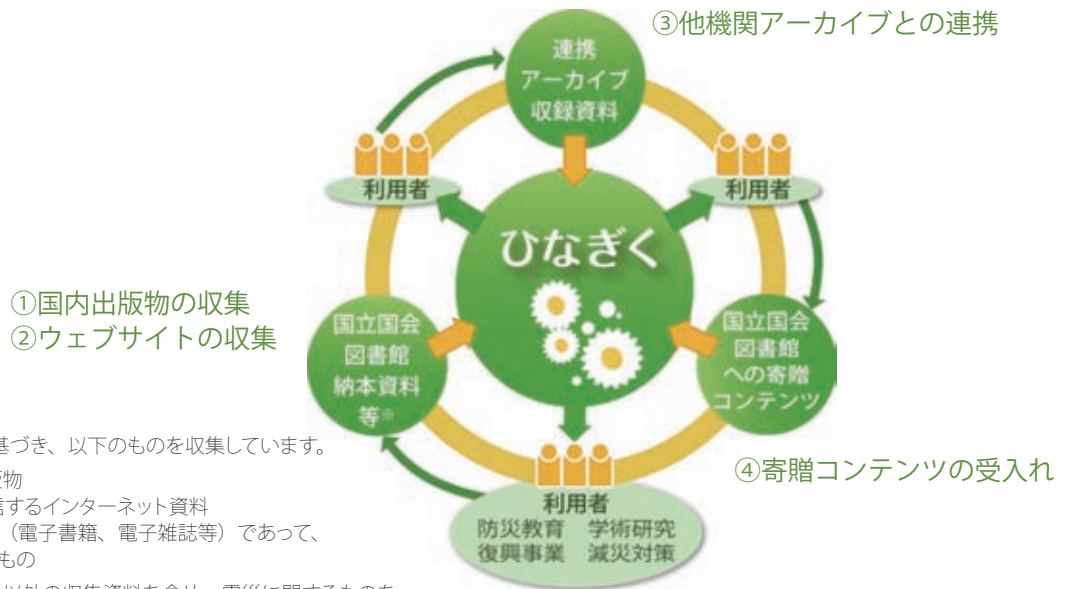 ③他機関アーカイブとの連携
連携
アーカイブ
収録資料
利用者
利用者
ひなぎく
①国内出版物の収集
②ウェブサイトの収集
国立国会
図書館
納本資料
等※
国立国会
図書館
への寄贈
コンテンツ
基づき、以下のものを収集しています。
版物
信するインターネット資料
（電子書籍、電子雑誌等）であって、
もの
④寄贈コンテンツの受入れ
利用者
防災教育 学術研究
復興事業 減災対策